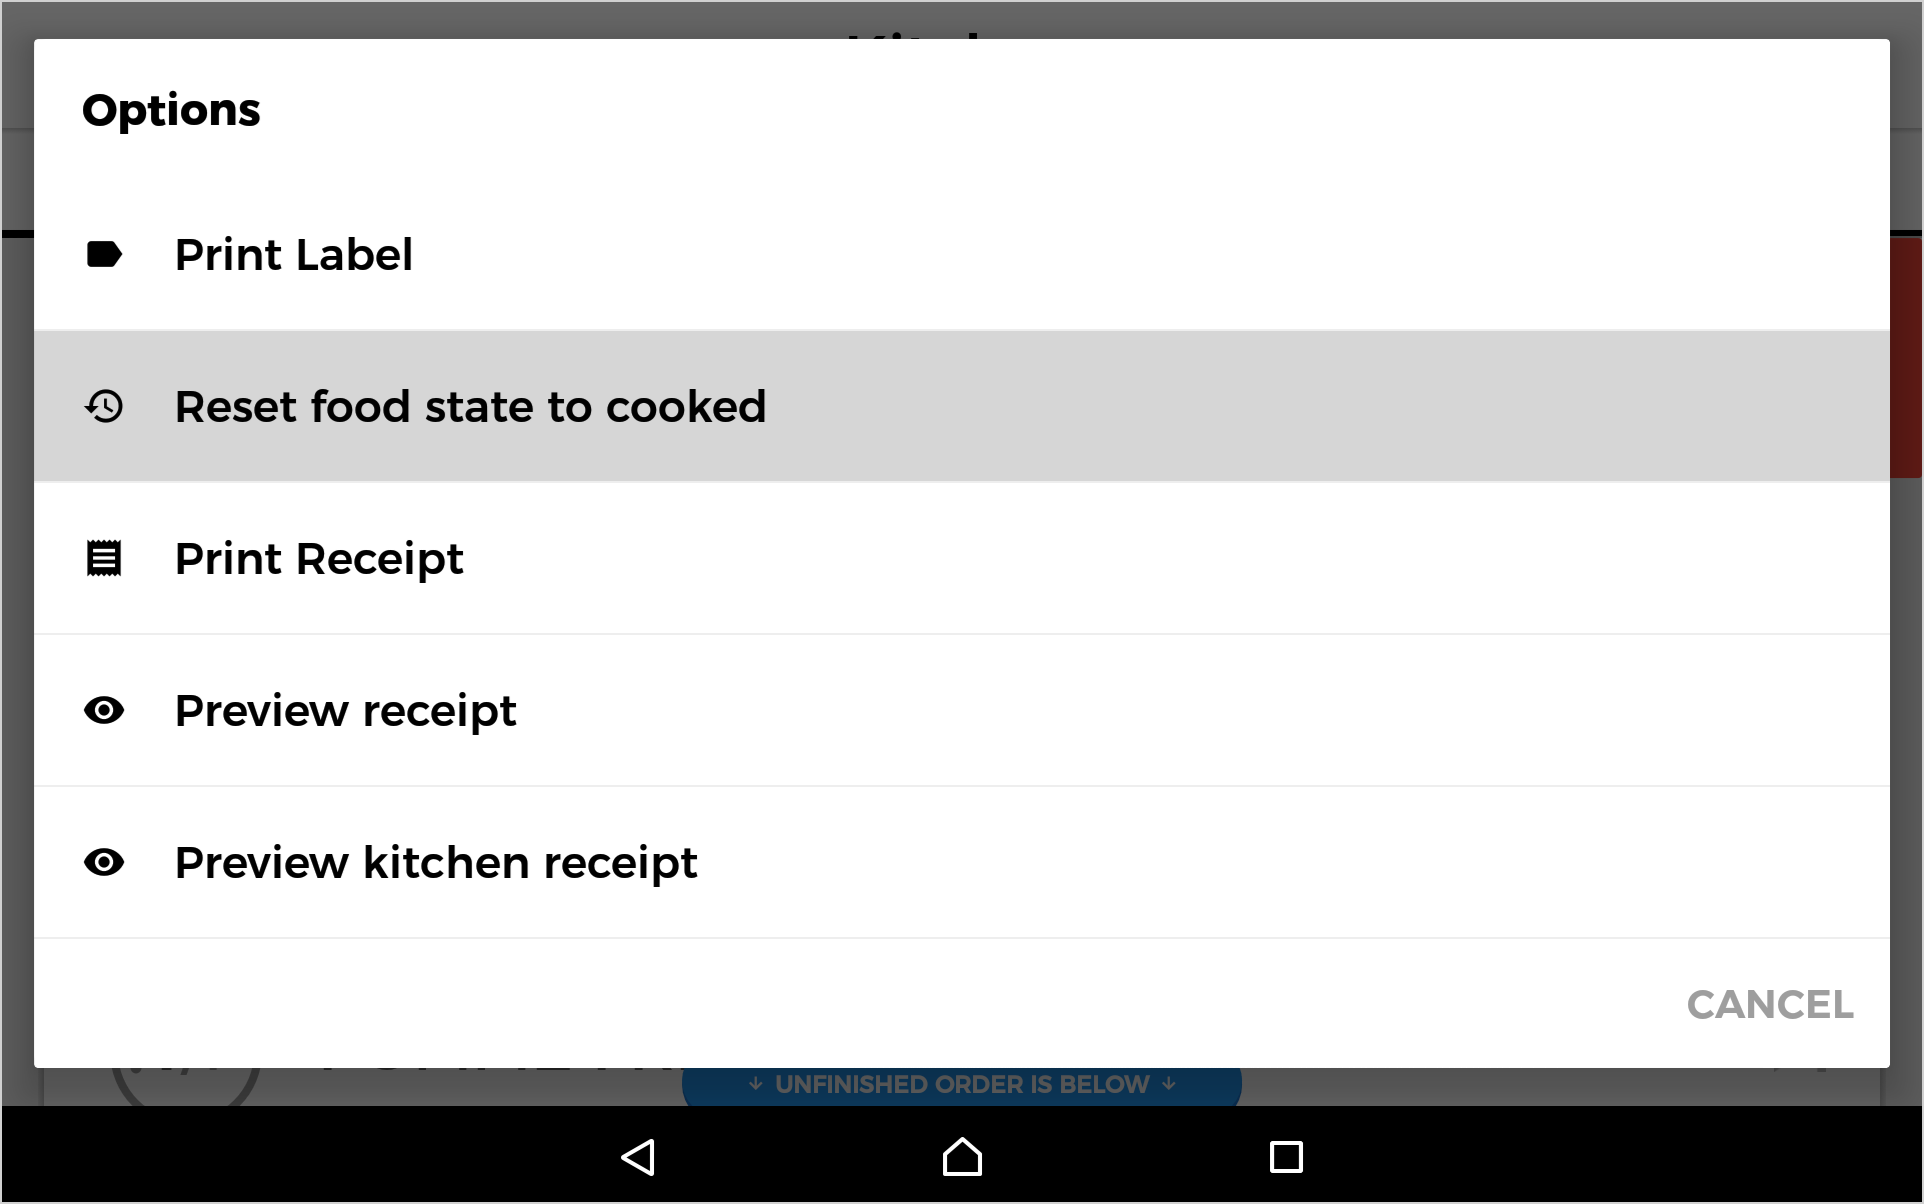 Options
Print Label
Reset food state to cooked
Print Receipt
Preview receipt
Preview kitchen receipt
CANCEL
↓ UNFINISHED ORDER IS BELOW ↓